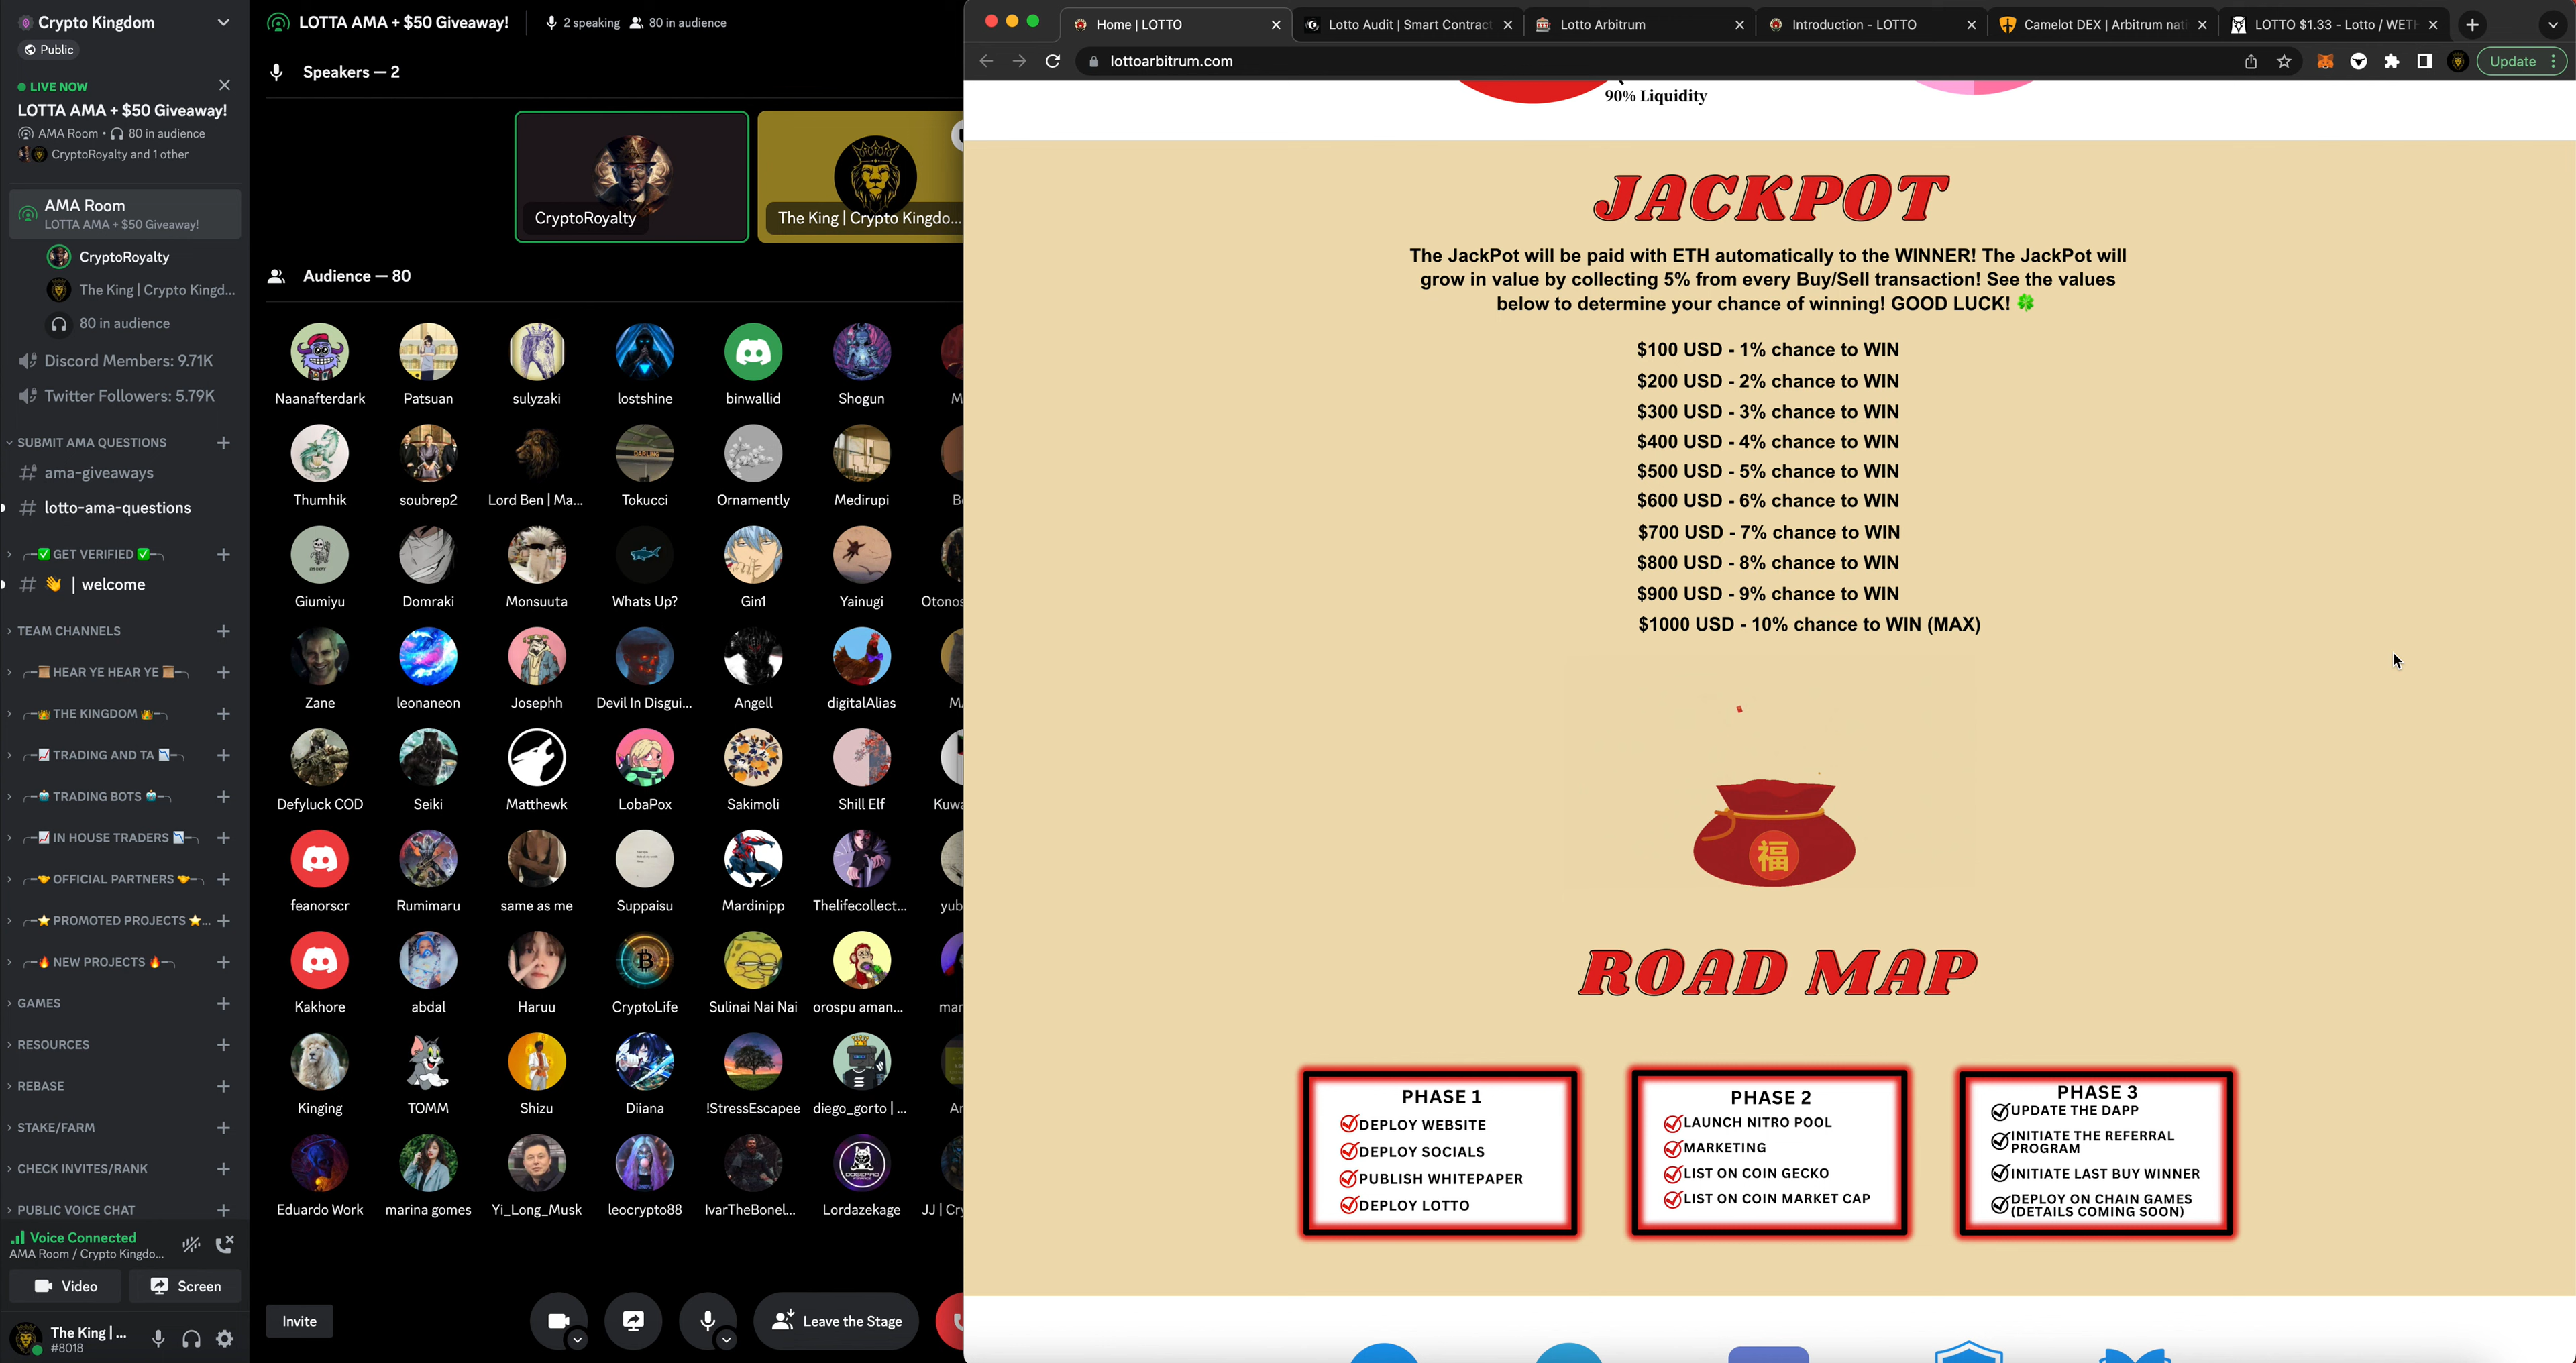 Crypto Kingdom
Public
LIVE NOW
LOTTA AMA + $50 Giveaway!
AMA Room • 80 in audience
CryptoRoyalty and 1 other
AMA Room
LOTTA AMA + $50 Giveaway!
CryptoRoyalty
The King | Crypto Kingd...
80 in audience
Discord Members: 9.71K
Twitter Followers: 5.79K
SUBMIT AMA QUESTIONS
ama-giveaways
lotto-ama-questions
GET VERIFIED
👋 | welcome
TEAM CHANNELS
HEAR YE HEAR YE
THE KINGDOM
TRADING AND TA
TRADING BOTS
IN HOUSE TRADERS
OFFICIAL PARTNERS
PROMOTED PROJECTS ...
NEW PROJECTS
GAMES
RESOURCES
REBASE
STAKE/FARM
CHECK INVITES/RANK
PUBLIC VOICE CHAT
Voice Connected
AMA Room / Crypto Kingdo...
Video
Screen
The King | ...
#8018
LOTTA AMA + $50 Giveaway!
2 speaking 80 in audience
Speakers — 2
CryptoRoyalty
The King | Crypto Kingdo...
Audience — 80
Naanafterdark Patsuan sulyzaki lostshine binwallid Shogun M
Thumhik soubrep2 Lord Ben | Ma... Tokucci Ornamently Medirupi
Giumiyu Domraki Monsuuta Whats Up? Gin1 Yainugi Otonos
Zane leonaneon Josephh Devil In Disgui... Angell digitalAlias
Defyluck COD Seiki Matthewk LobaPox Sakimoli Shill Elf Kuwa
feanorscr Rumimaru same as me Suppaisu Mardinipp Thelifecollect... yub
Kakhore abdal Haruu CryptoLife Sulinai Nai Nai orospu aman... mar
Kinging TOMM Shizu Diiana !StressEscapee diego_gorto | ... Ar
Eduardo Work marina gomes Yi_Long_Musk leocrypto88 IvarTheBonel... Lordazekage JJ | Cry
Invite
Leave the Stage
Home | LOTTO
Lotto Audit | Smart Contract
Lotto Arbitrum
Introduction - LOTTO
Camelot DEX | Arbitrum nati
LOTTO $1.33 - Lotto / WETH
lottoarbitrum.com
Update
90% Liquidity
JACKPOT
The JackPot will be paid with ETH automatically to the WINNER! The JackPot will
grow in value by collecting 5% from every Buy/Sell transaction! See the values
below to determine your chance of winning! GOOD LUCK! 🍀
$100 USD - 1% chance to WIN
$200 USD - 2% chance to WIN
$300 USD - 3% chance to WIN
$400 USD - 4% chance to WIN
$500 USD - 5% chance to WIN
$600 USD - 6% chance to WIN
$700 USD - 7% chance to WIN
$800 USD - 8% chance to WIN
$900 USD - 9% chance to WIN
$1000 USD - 10% chance to WIN (MAX)
福
ROAD MAP
PHASE 1
DEPLOY WEBSITE
DEPLOY SOCIALS
PUBLISH WHITEPAPER
DEPLOY LOTTO
PHASE 2
LAUNCH NITRO POOL
MARKETING
LIST ON COIN GECKO
LIST ON COIN MARKET CAP
PHASE 3
UPDATE THE DAPP
INITIATE THE REFERRAL
PROGRAM
INITIATE LAST BUY WINNER
DEPLOY ON CHAIN GAMES
(DETAILS COMING SOON)